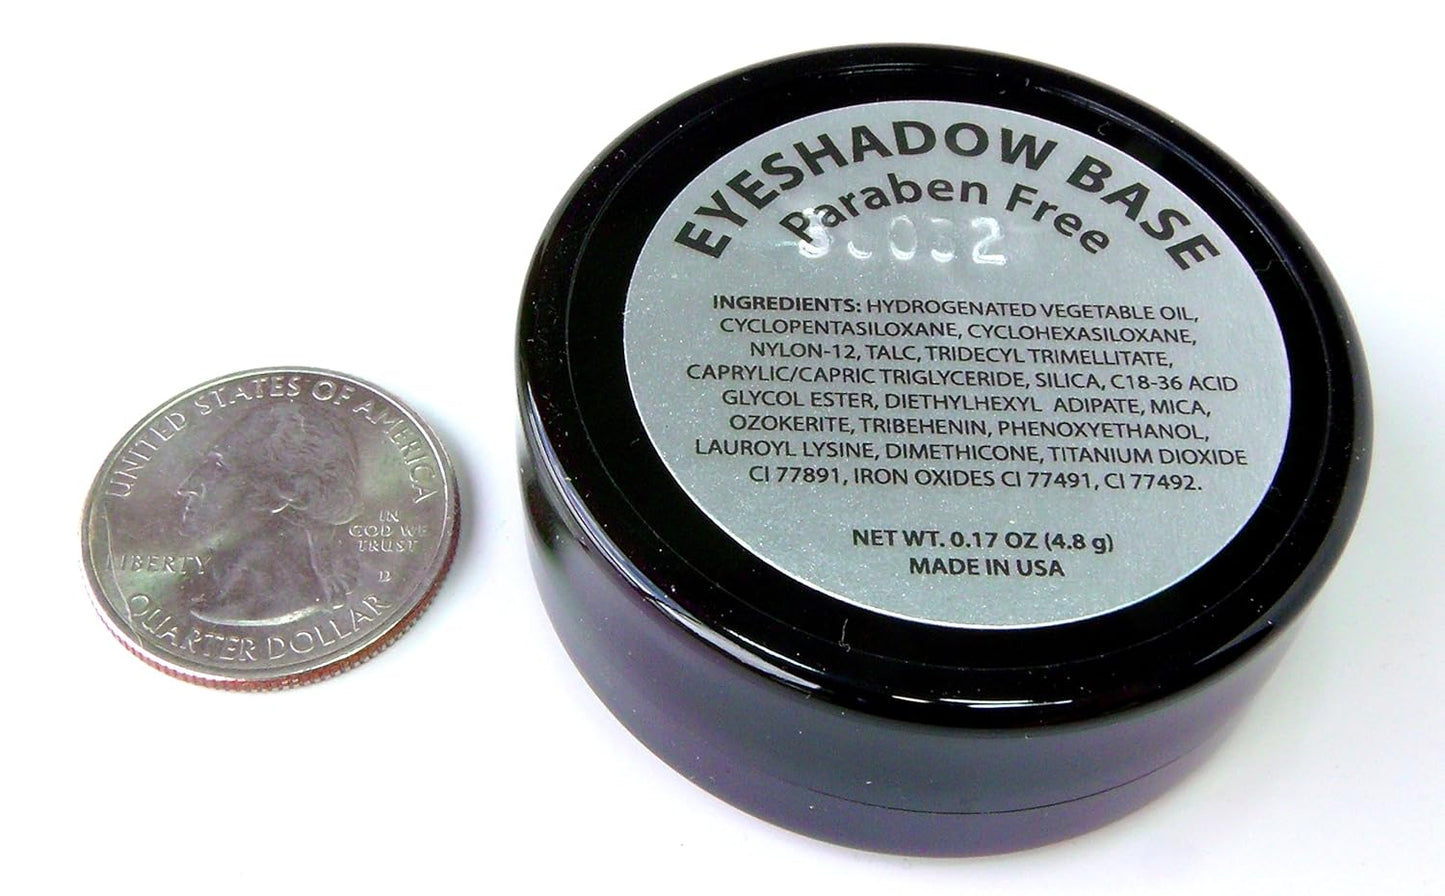 UNITED STATES OF AMERICA
IN
GOD WE
TRUST
LIBERTY
D
QUARTER DOLLAR
EYESHADOW BASE
Paraben Free
INGREDIENTS: HYDROGENATED VEGETABLE OIL,
CYCLOPENTASILOXANE, CYCLOHEXASILOXANE,
NYLON-12, TALC, TRIDECYL TRIMELLITATE,
CAPRYLIC/CAPRIC TRIGLYCERIDE, SILICA, C18-36 ACID
GLYCOL ESTER, DIETHYLHEXYL ADIPATE, MICA,
OZOKERITE, TRIBEHENIN, PHENOXYETHANOL,
LAUROYL LYSINE, DIMETHICONE, TITANIUM DIOXIDE
CI 77891, IRON OXIDES CI 77491, CI 77492.
NET WT. 0.17 OZ (4.8 g)
MADE IN USA